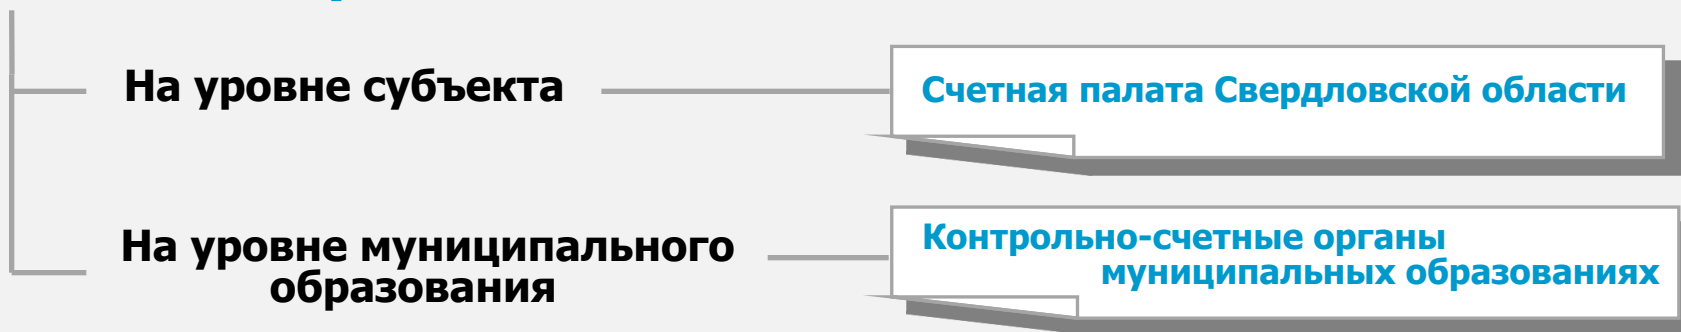 На уровне субъекта
Счетная палата Свердловской области
На уровне муниципального
образования
Контрольно-счетные органы
муниципальных образованиях